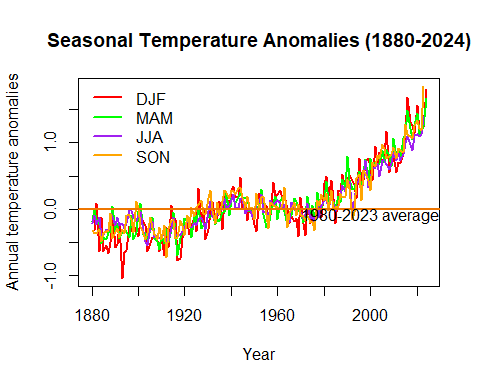 Seasonal Temperature Anomalies (1880-2024)
Annual temperature anomalies
1.0
0.0
-1.0
DJF
MAM
JJA
SON
1980-2023 average
1880
1920
1960
2000
Year